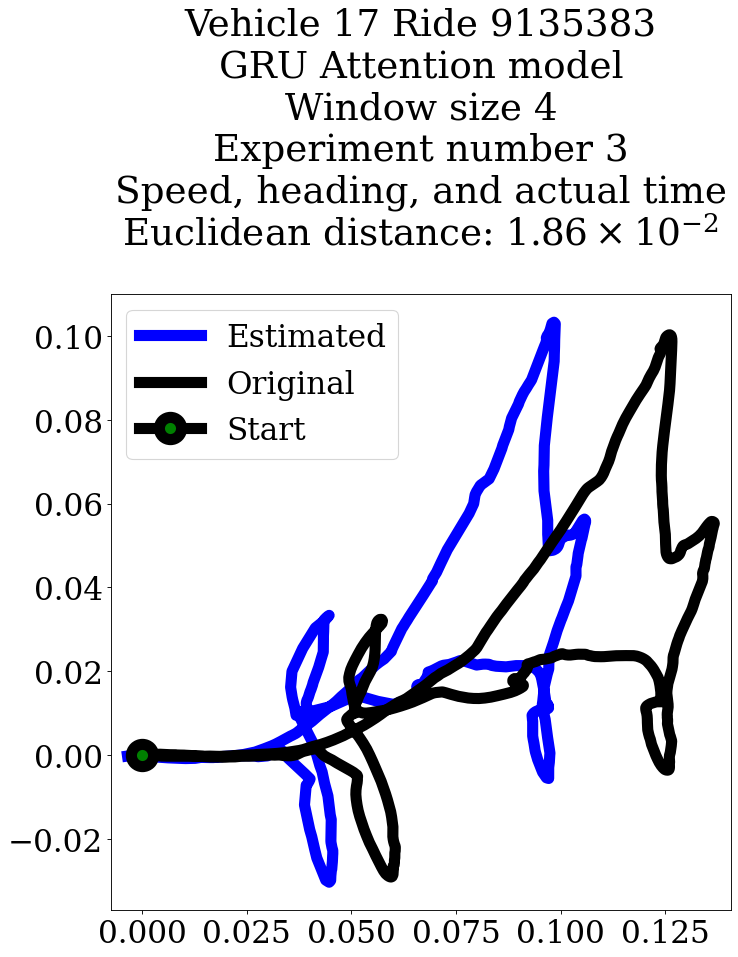 Vehicle 17 Ride 9135383
GRU Attention model
Window size 4
Experiment number 3
Speed, heading, and actual time
Euclidean distance: 1.86 × 10⁻²
Estimated
Original
Start
0.10
0.08
0.06
0.04
0.02
0.00
−0.02
0.000 0.025 0.050 0.075 0.100 0.125